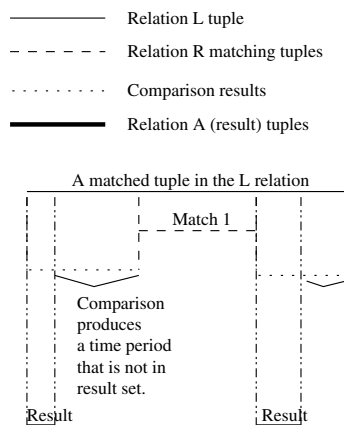 Relation L tuple
Relation R matching tuples
Comparison results
Relation A (result) tuples
A matched tuple in the L relation
Match 1
Comparison
produces
a time period
that is not in
result set.
Result
Result